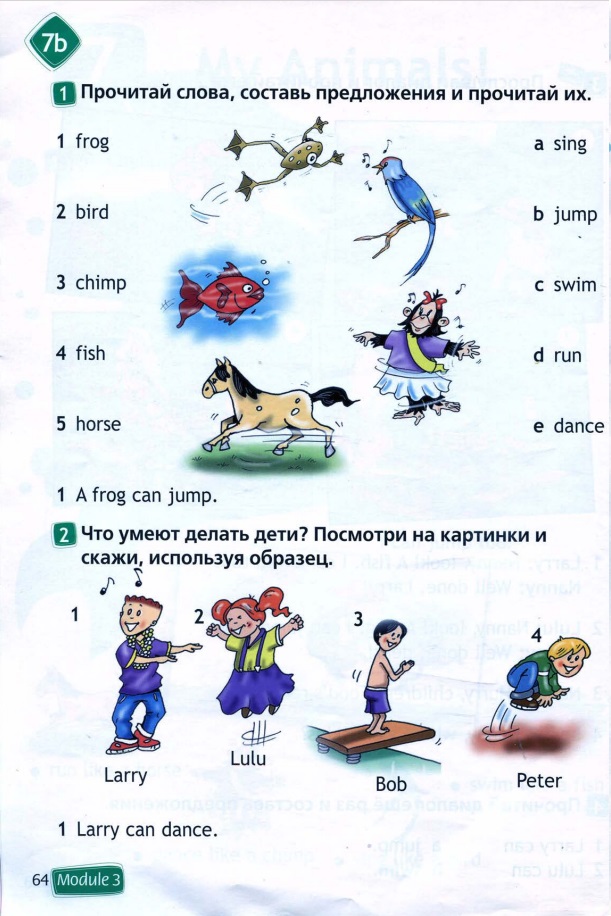 7b
1 Прочитай слова, составь предложения и прочитай их.
1 frog
a sing
2 bird
b jump
3 chimp
c swim
4 fish
d run
5 horse
e dance
1 A frog can jump.
2 Что умеют делать дети? Посмотри на картинки и
скажи, используя образец.
1
2
3
4
Larry
Lulu
Bob
Peter
1 Larry can dance.
64 Module 3